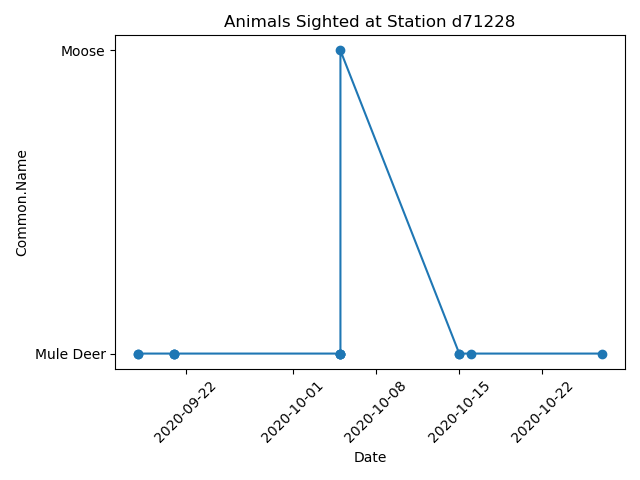 Animals Sighted at Station d71228
Moose
Common.Name
Mule Deer
2020-09-22
2020-10-01
2020-10-08
2020-10-15
2020-10-22
Date